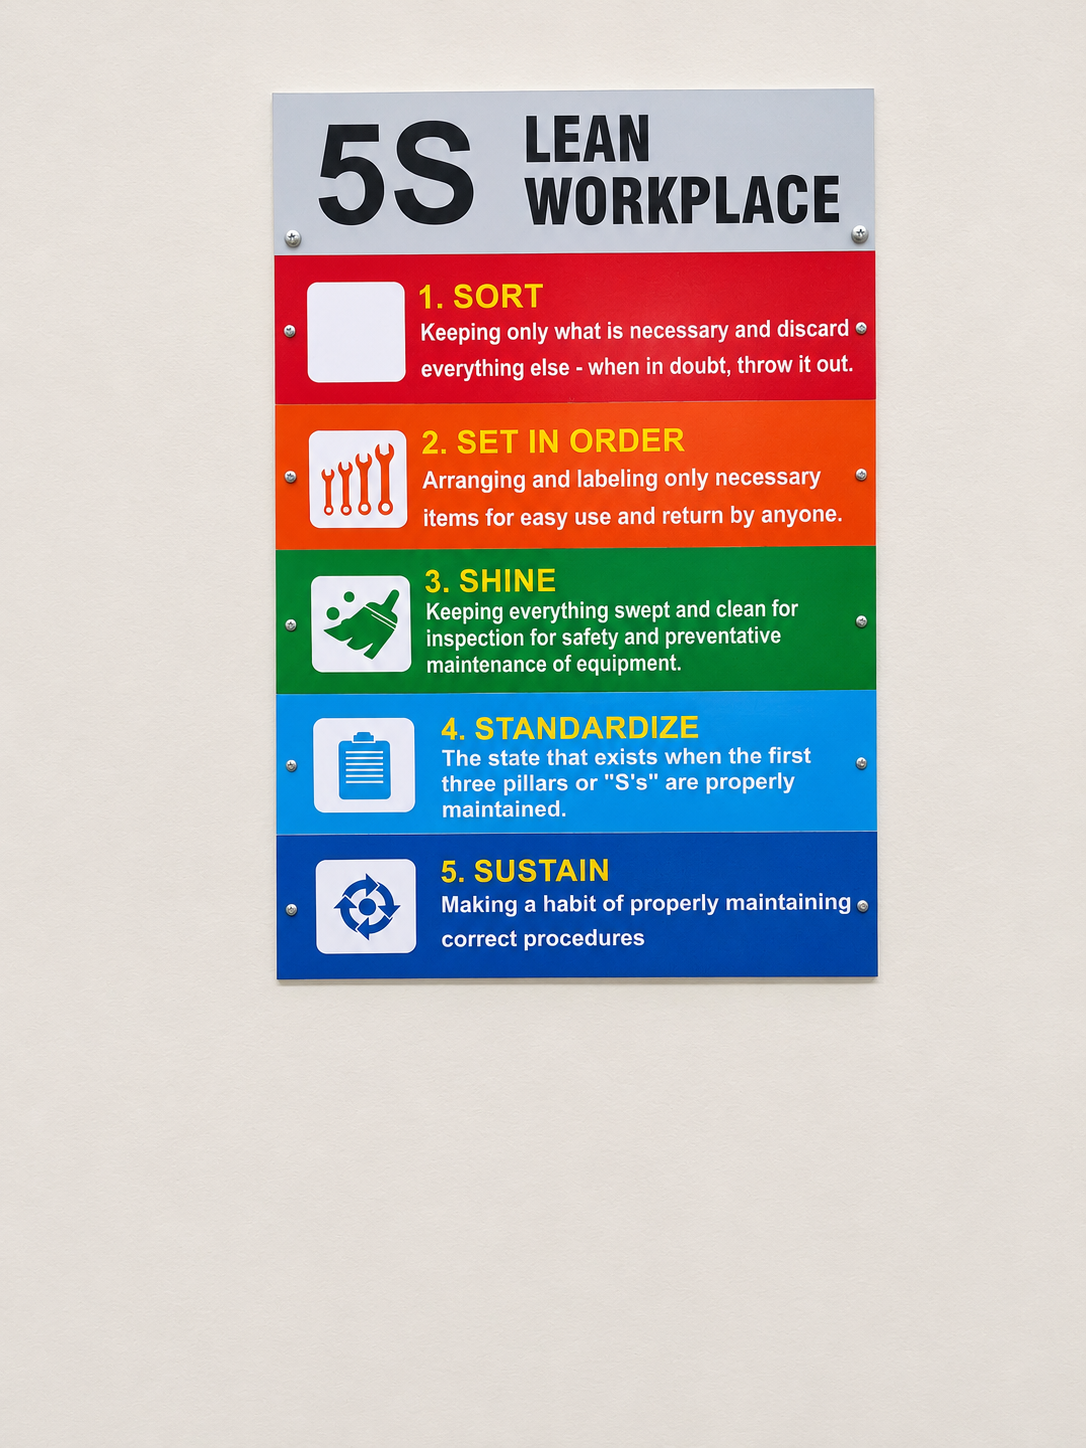 5S
LEAN
WORKPLACE
1. SORT
Keeping only what is necessary and discard
everything else - when in doubt, throw it out.
2. SET IN ORDER
Arranging and labeling only necessary
items for easy use and return by anyone.
3. SHINE
Keeping everything swept and clean for
inspection for safety and preventative
maintenance of equipment.
4. STANDARDIZE
The state that exists when the first
three pillars or "S's" are properly
maintained.
5. SUSTAIN
Making a habit of properly maintaining
correct procedures